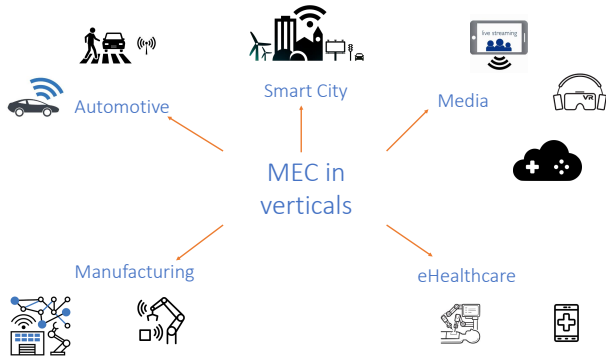 live streaming
Smart City
Automotive
Media
VR
MEC in
verticals
Manufacturing
eHealthcare